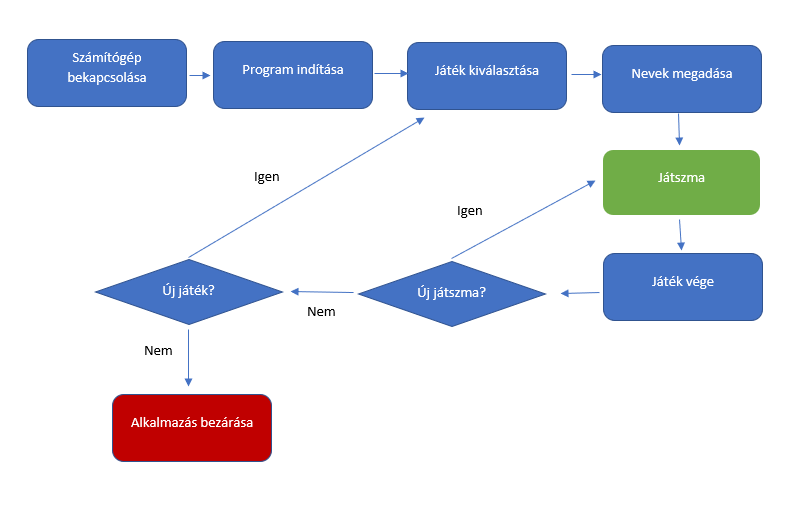 Számítógép
bekapcsolása
Program indítása
Játék kiválasztása
Nevek megadása
Igen
Játszma
Igen
Új játék?
Új játszma?
Játék vége
Nem
Nem
Alkalmazás bezárása